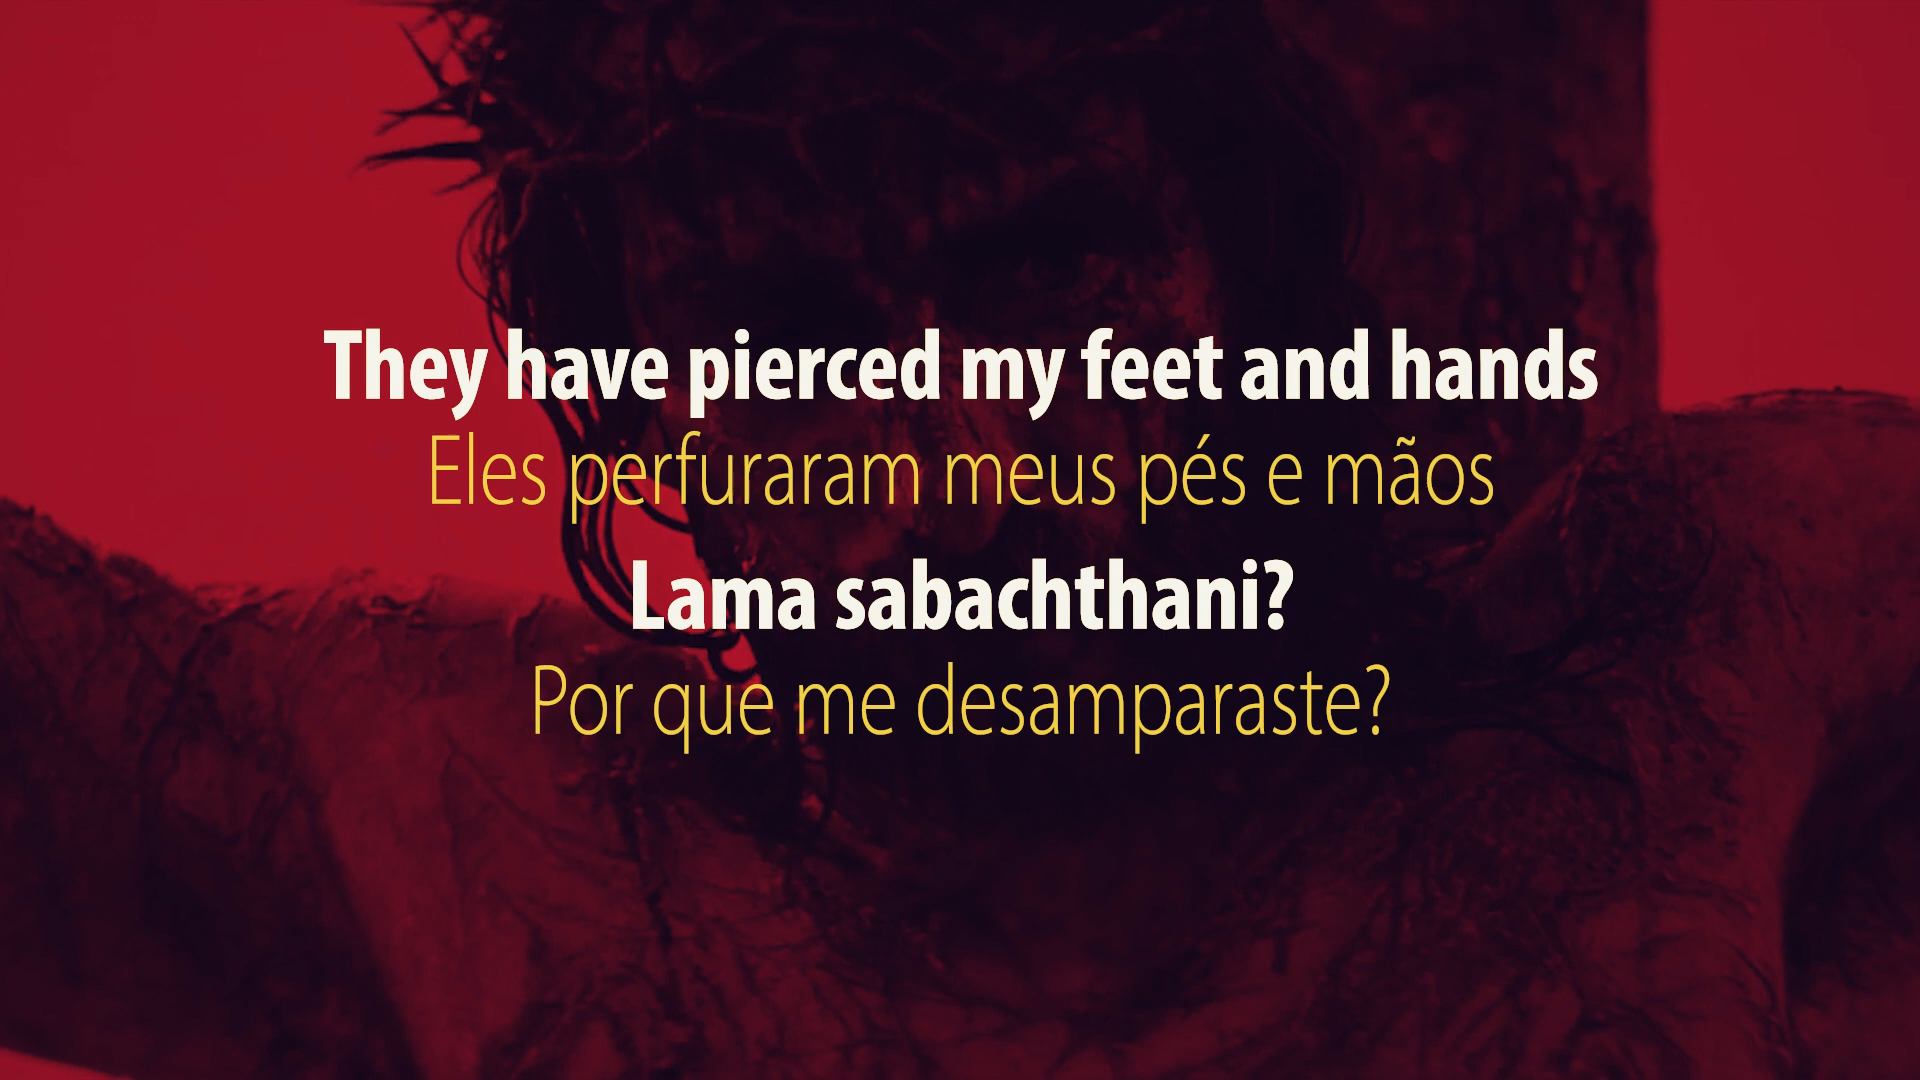 They have pierced my feet and hands
Eles perfuraram meus pés e mãos
Lama sabachthani?
Por que me desamparaste?